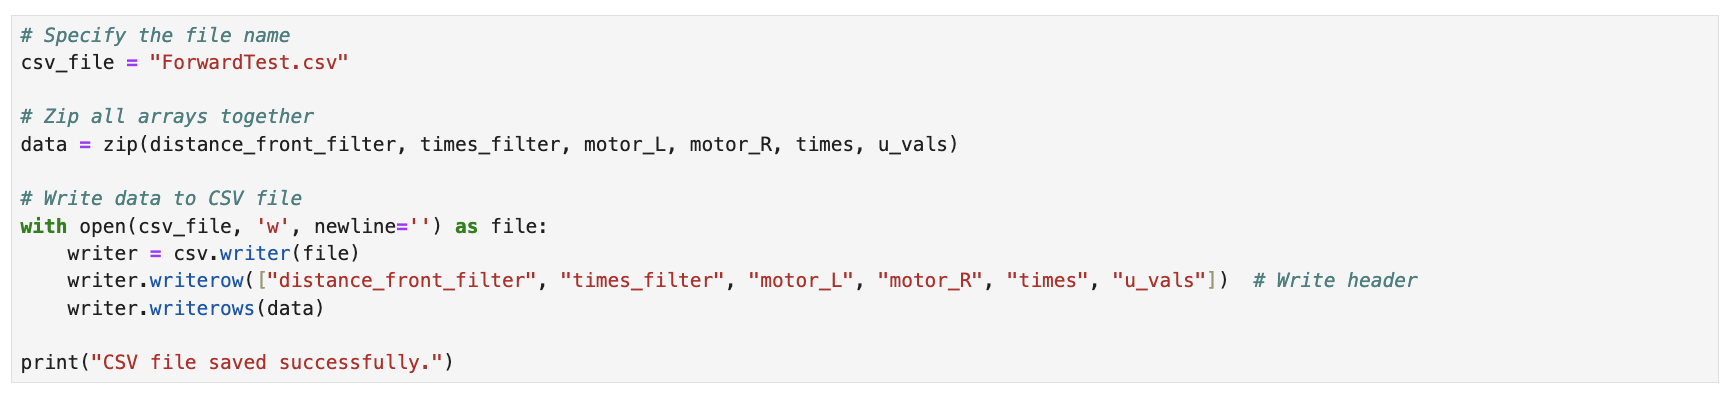 # Specify the file name
csv_file = "ForwardTest.csv"
# Zip all arrays together
data = zip(distance_front_filter, times_filter, motor_L, motor_R, times, u_vals)
# Write data to CSV file
with open(csv_file, 'w', newline='') as file:
    writer = csv.writer(file)
    writer.writerow(["distance_front_filter", "times_filter", "motor_L", "motor_R", "times", "u_vals"])  # Write header
    writer.writerows(data)
print("CSV file saved successfully.")